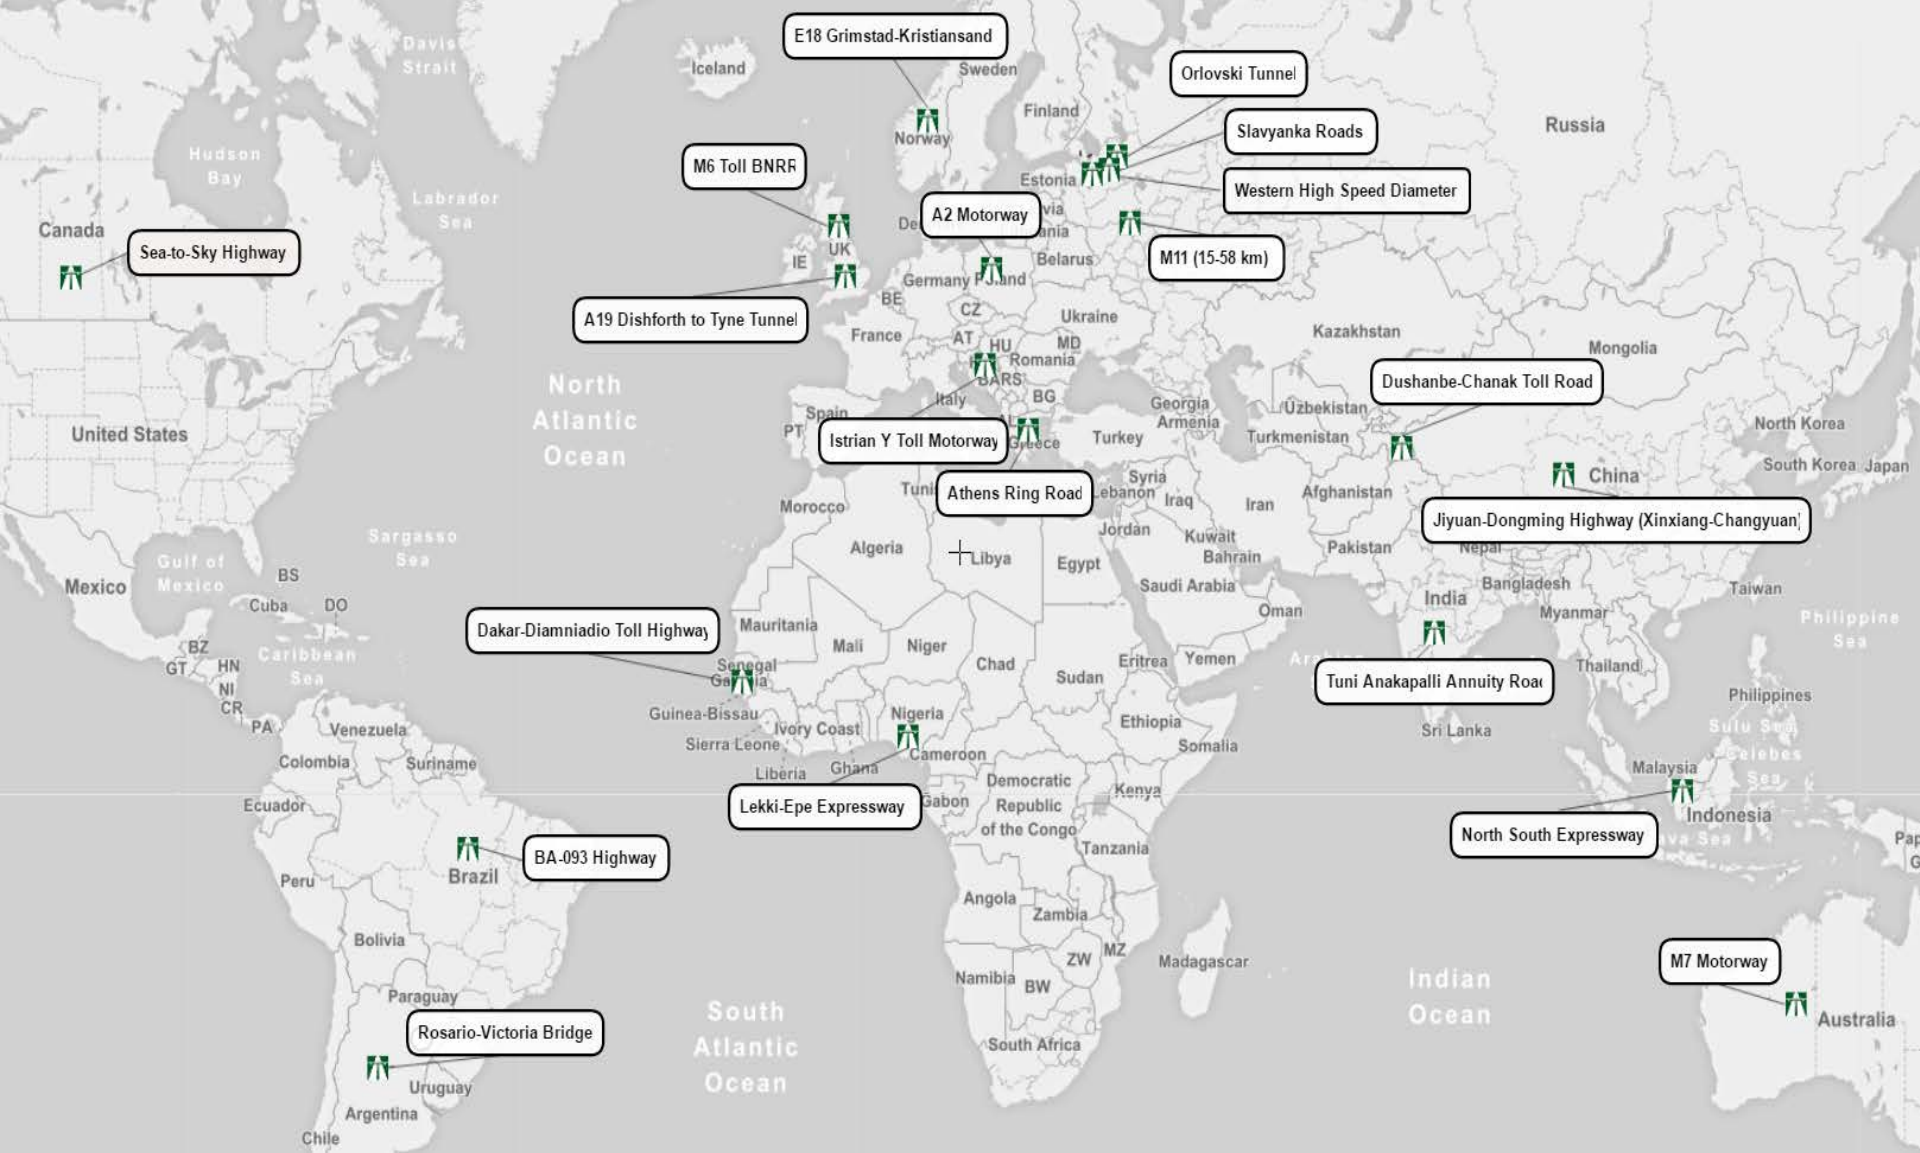 Davis
Strait
E18 Grimstad-Kristiansand
Iceland
Sweden
Orlovski Tunnel
Finland
Slavyanka Roads
Russia
Norway
Hudson
Bay
M6 Toll BNRR
Estonia
Western High Speed Diameter
Labrador
Sea
A2 Motorway
Canada
Sea-to-Sky Highway
UK
IE
M11 (15-58 km)
Belarus
Germany
BE
A19 Dishforth to Tyne Tunnel
CZ
Ukraine
France
AT
HU
MD
Romania
Kazakhstan
Mongolia
North
Atlantic
Ocean
Dushanbe-Chanak Toll Road
BARS
Italy
BG
Spain
PT
Georgia
Armenia
Uzbekistan
Turkmenistan
North Korea
United States
Istrian Y Toll Motorway
Greece
Turkey
South Korea
Japan
China
Syria
Lebanon
Iraq
Iran
Afghanistan
Athens Ring Road
Morocco
Jiyuan-Dongming Highway (Xinxiang-Changyuan)
Sargasso
Sea
Jordan
Kuwait
Bahrain
Pakistan
Nepal
Algeria
Libya
Egypt
Gulf of
Mexico
Mexico
BS
Cuba
DO
Saudi Arabia
Oman
India
Bangladesh
Myanmar
Taiwan
Philippine
Sea
Dakar-Diamniadio Toll Highway
Mauritania
Mali
Niger
Chad
Sudan
Eritrea
Yemen
BZ
GT
HN
NI
CR
PA
Caribbean
Sea
Senegal
Tuni Anakapalli Annuity Road
Thailand
Philippines
Guinea-Bissau
Sierra Leone
Liberia
Ivory Coast
Ghana
Nigeria
Cameroon
Ethiopia
Somalia
Sri Lanka
Sulu Sea
Celebes
Sea
Venezuela
Colombia
Suriname
Ecuador
Lekki-Epe Expressway
Gabon
Democratic
Republic
of the Congo
Kenya
Malaysia
Indonesia
North South Expressway
Tanzania
BA-093 Highway
Brazil
Peru
Angola
Zambia
Bolivia
ZW
MZ
Madagascar
Namibia
BW
Indian
Ocean
M7 Motorway
Australia
Paraguay
South
Atlantic
Ocean
Rosario-Victoria Bridge
South Africa
Uruguay
Argentina
Chile